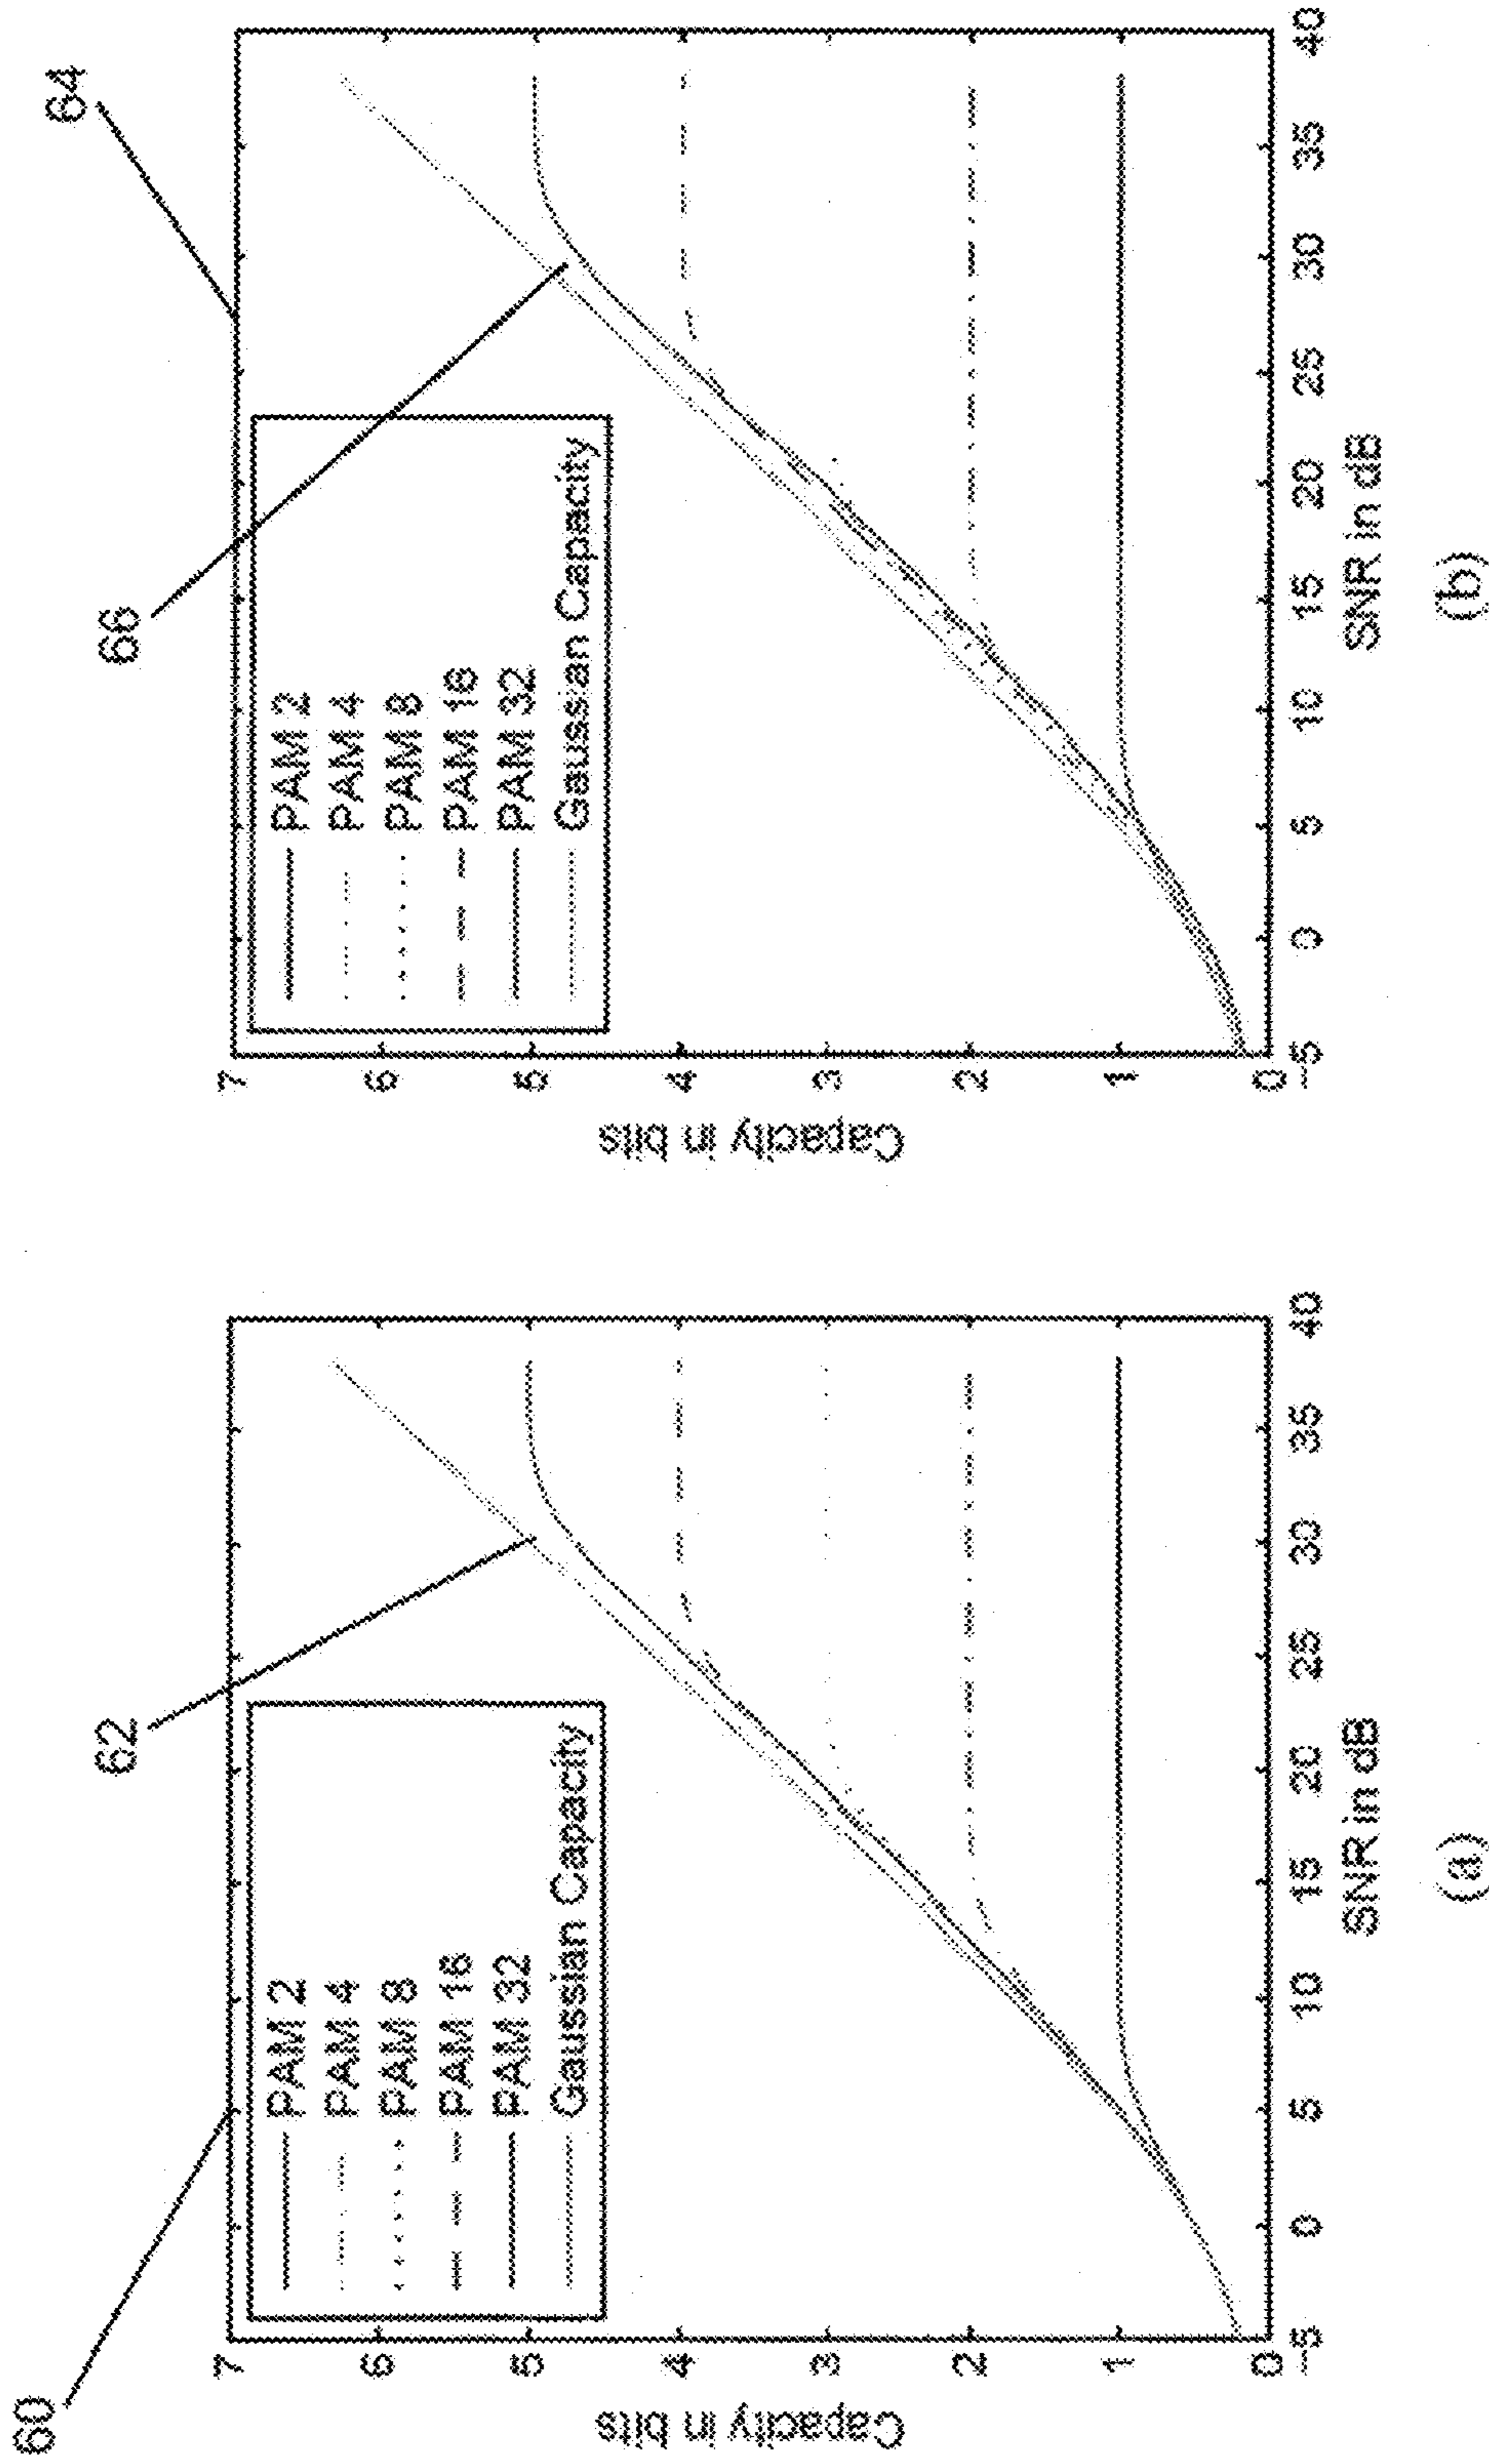 60
62
7
6
5
4
3
2
1
0
Capacity in bits
PAM 2
PAM 4
PAM 8
PAM 16
PAM 32
Gaussian Capacity
-5
0
5
10
15
20
25
30
35
40
SNR in dB
(a)
64
66
7
6
5
4
3
2
1
0
Capacity in bits
PAM 2
PAM 4
PAM 8
PAM 16
PAM 32
Gaussian Capacity
-5
0
5
10
15
20
25
30
35
40
SNR in dB
(b)